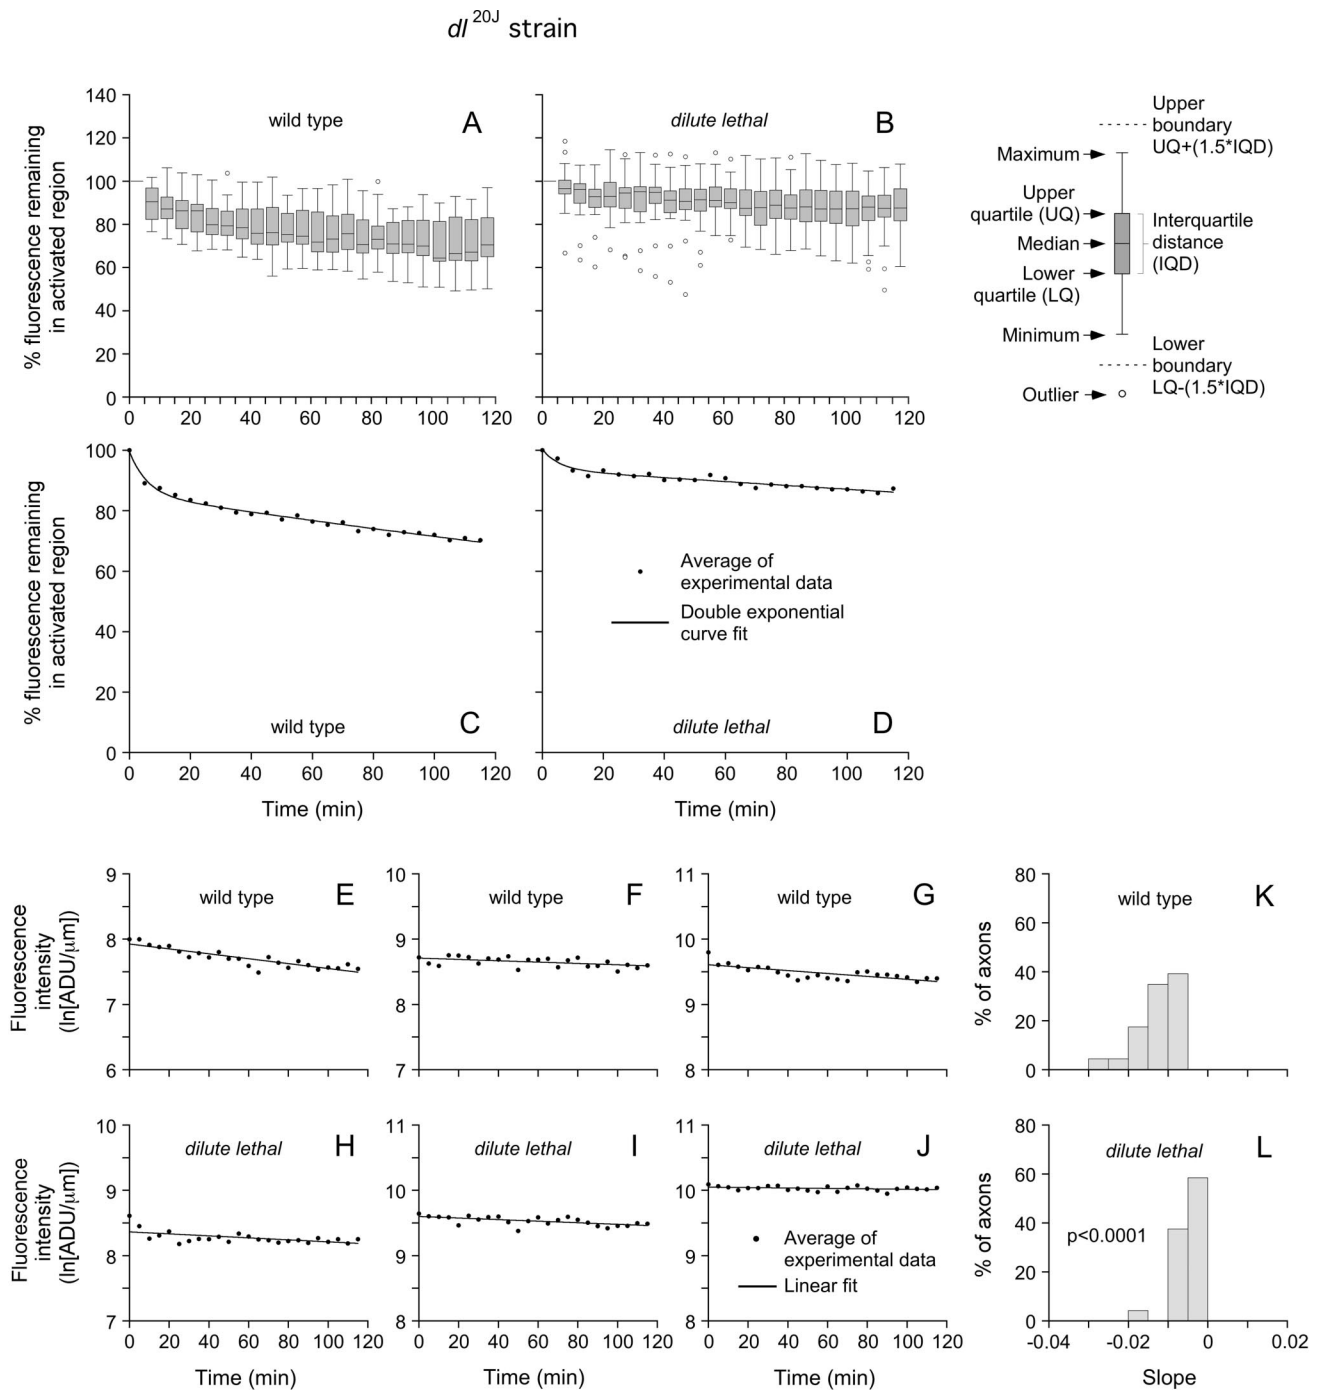 dl 20J strain
140
120
100
80
60
40
20
0
% fluorescence remaining
in activated region
wild type
A
0 20 40 60 80 100 120
dilute lethal
B
0 20 40 60 80 100 120
Upper
boundary
UQ+(1.5*IQD)
Maximum
Upper
quartile (UQ)
Median
Lower
quartile (LQ)
Interquartile
distance
(IQD)
Minimum
Lower
boundary
LQ-(1.5*IQD)
Outlier
100
80
60
40
20
0
% fluorescence remaining
in activated region
wild type
C
0 20 40 60 80 100 120
Time (min)
Average of
experimental data
Double exponential
curve fit
dilute lethal
D
0 20 40 60 80 100 120
Time (min)
Fluorescence
intensity
(ln[ADU/µm])
9
8
7
6
wild type
E
10
9
8
7
wild type
F
11
10
9
8
wild type
G
% of axons
80
60
40
20
0
wild type
K
-0.04 -0.02 0 0.02
Fluorescence
intensity
(ln[ADU/µm])
10
9
8
7
dilute lethal
H
0 20 40 60 80 100 120
Time (min)
11
10
9
8
dilute lethal
I
0 20 40 60 80 100 120
Time (min)
11
10
9
8
dilute lethal
J
Average of
experimental data
Linear fit
0 20 40 60 80 100 120
Time (min)
% of axons
80
60
40
20
0
dilute lethal
L
p<0.0001
-0.04 -0.02 0 0.02
Slope